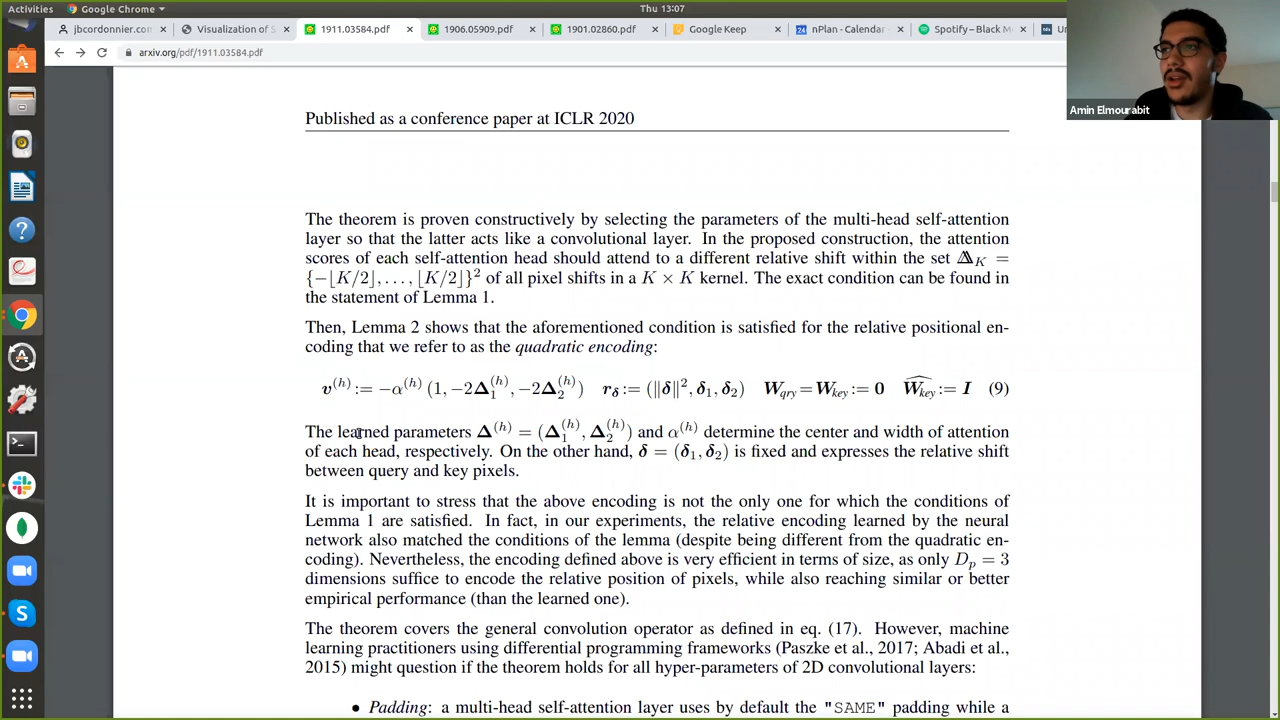 Activities
Google Chrome
Thu 13:07
jbcordonnier.com
Visualization of S
1911.03584.pdf
1906.05909.pdf
1901.02860.pdf
Google Keep
24
nPlan - Calendar
Spotify – Black M
arxiv.org/pdf/1911.03584.pdf
Amin Elmourabit
Published as a conference paper at ICLR 2020
The theorem is proven constructively by selecting the parameters of the multi-head self-attention
layer so that the latter acts like a convolutional layer. In the proposed construction, the attention
scores of each self-attention head should attend to a different relative shift within the set 𝚫K =
{−⌊K/2⌋, . . . , ⌊K/2⌋}² of all pixel shifts in a K × K kernel. The exact condition can be found in
the statement of Lemma 1.
Then, Lemma 2 shows that the aforementioned condition is satisfied for the relative positional en-
coding that we refer to as the quadratic encoding:
v^(h) := −α^(h) (1, −2Δ₁^(h), −2Δ₂^(h)) r_δ := (‖δ‖², δ₁, δ₂) W_qry = W_key := 0 Ŵ_key := I (9)
The learned parameters Δ^(h) = (Δ₁^(h), Δ₂^(h)) and α^(h) determine the center and width of attention
of each head, respectively. On the other hand, δ = (δ₁, δ₂) is fixed and expresses the relative shift
between query and key pixels.
It is important to stress that the above encoding is not the only one for which the conditions of
Lemma 1 are satisfied. In fact, in our experiments, the relative encoding learned by the neural
network also matched the conditions of the lemma (despite being different from the quadratic en-
coding). Nevertheless, the encoding defined above is very efficient in terms of size, as only D_p = 3
dimensions suffice to encode the relative position of pixels, while also reaching similar or better
empirical performance (than the learned one).
The theorem covers the general convolution operator as defined in eq. (17). However, machine
learning practitioners using differential programming frameworks (Paszke et al., 2017; Abadi et al.,
2015) might question if the theorem holds for all hyper-parameters of 2D convolutional layers:
• Padding: a multi-head self-attention layer uses by default the "SAME" padding while a